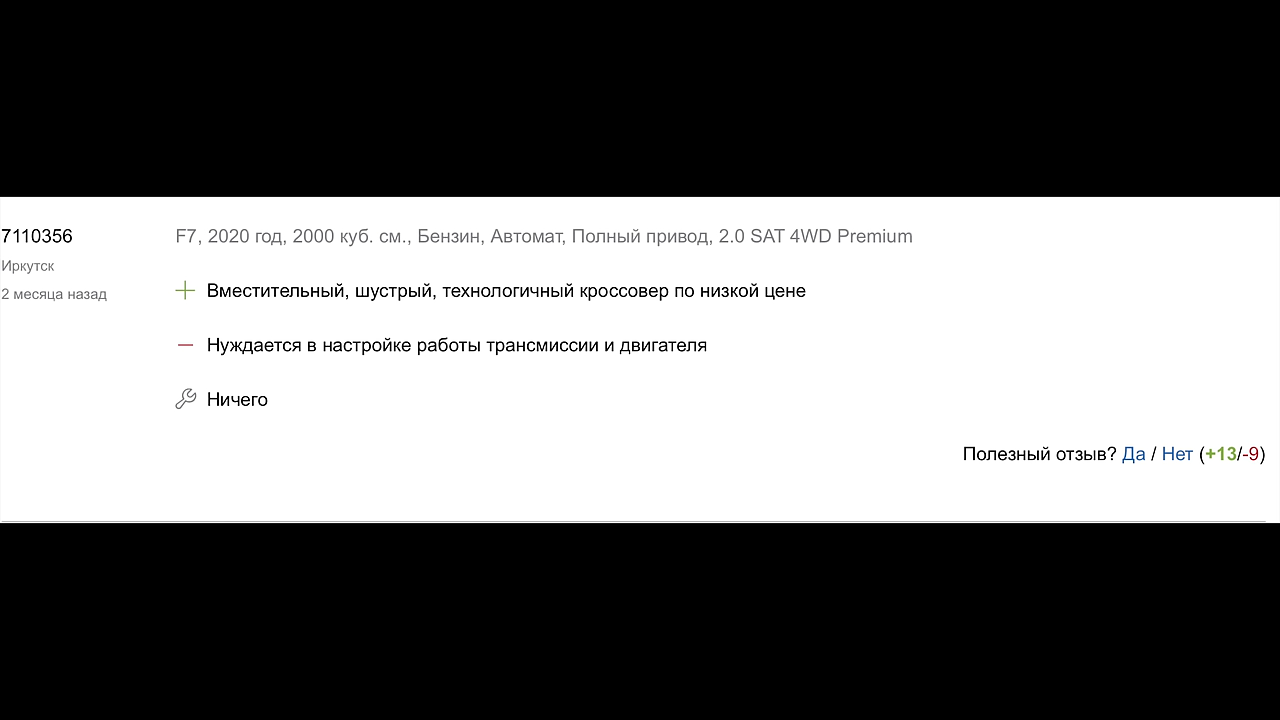 7110356
Иркутск
2 месяца назад
F7, 2020 год, 2000 куб. см., Бензин, Автомат, Полный привод, 2.0 SAT 4WD Premium
Вместительный, шустрый, технологичный кроссовер по низкой цене
Нуждается в настройке работы трансмиссии и двигателя
Ничего
Полезный отзыв? Да / Нет (+13/-9)